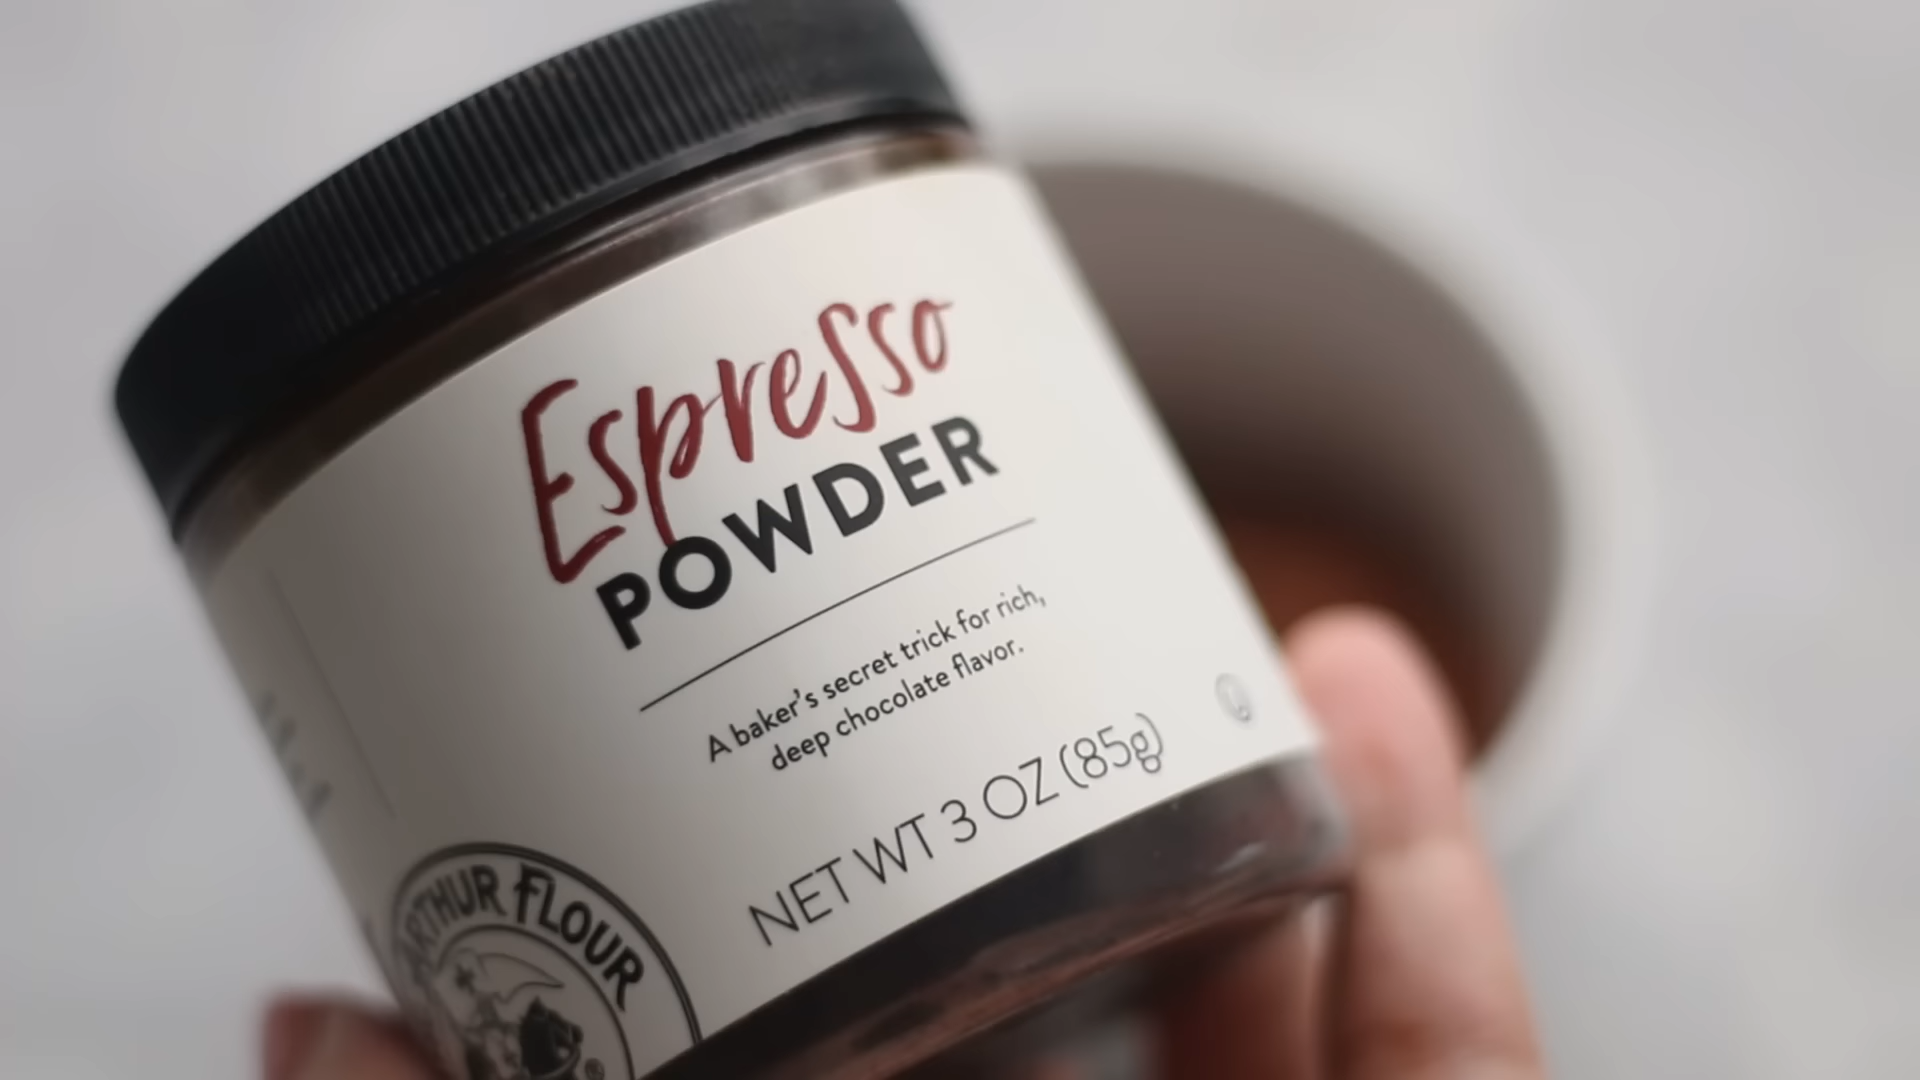 Espresso
POWDER
A baker's secret trick for rich,
deep chocolate flavor.
NET WT 3 OZ (85g)
ARTHUR FLOUR
®